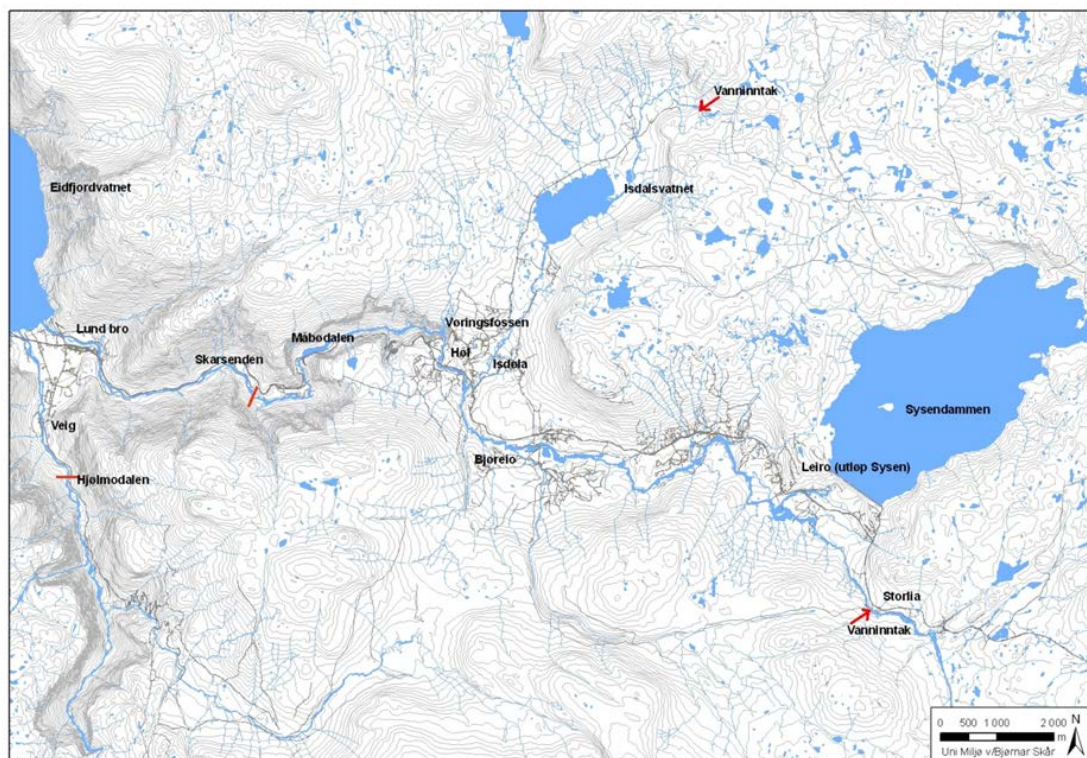 Vanninntak
Eidfjordvatnet
Isdalsvatnet
Lund bro
Voringsfossen
Måbødalen
Høl
Skarsenden
Isdøla
Sysendammen
Veig
Bjoreio
Leiro (utløp Sysen)
Hjølmodalen
Storlia
Vanninntak
0 500 1 000 2 000
m
N
Uni Miljø v/Bjørnar Skår